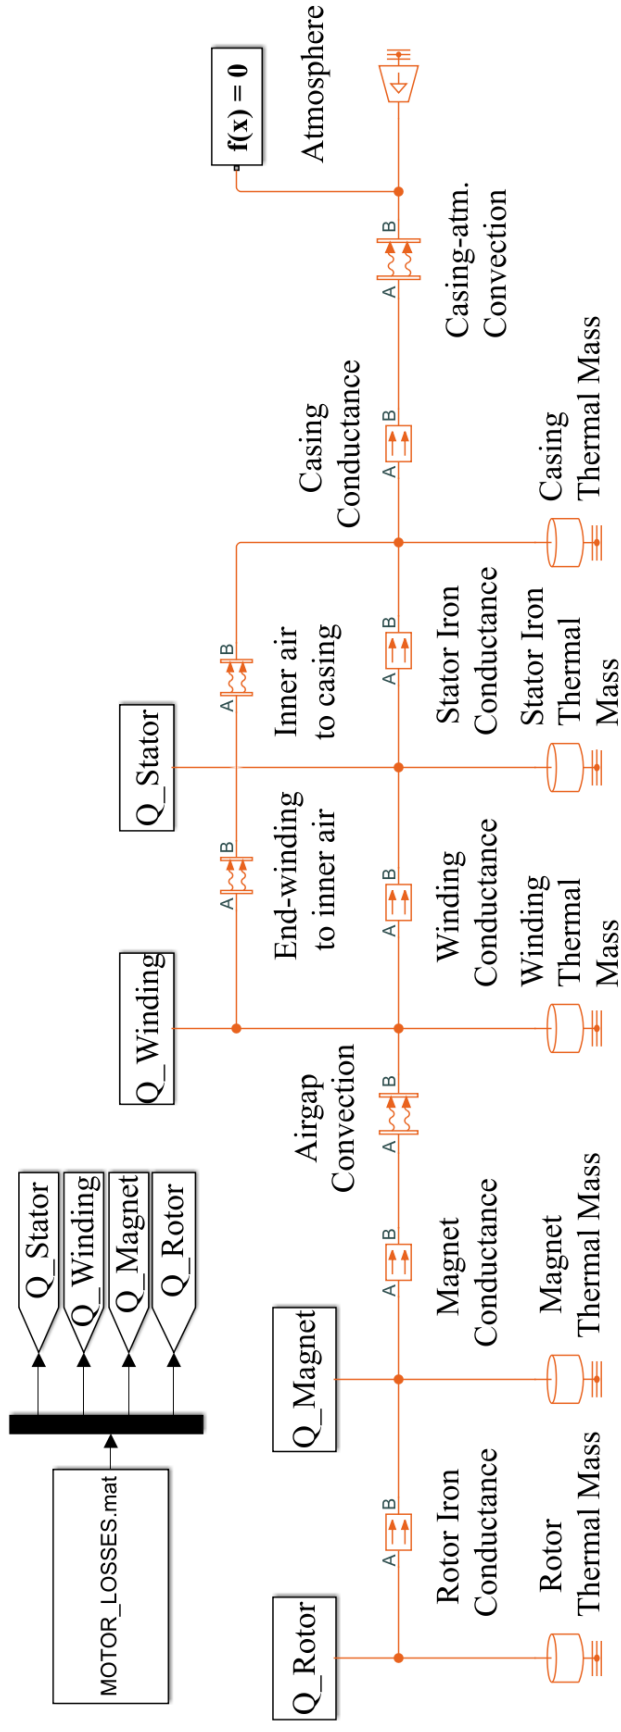 MOTOR_LOSSES.mat
Q_Stator
Q_Winding
Q_Magnet
Q_Rotor
Q_Rotor
Q_Magnet
Q_Winding
Q_Stator
f(x) = 0
A
B
End-winding
to inner air
A
B
Inner air
to casing
A
B
Rotor Iron
Conductance
A
B
Magnet
Conductance
Airgap
Convection
A
B
A
B
Winding
Conductance
A
B
Stator Iron
Conductance
Casing
Conductance
A
B
A
B
Casing-atm.
Convection
Atmosphere
Rotor
Thermal Mass
Magnet
Thermal Mass
Winding
Thermal
Mass
Stator Iron
Thermal
Mass
Casing
Thermal Mass